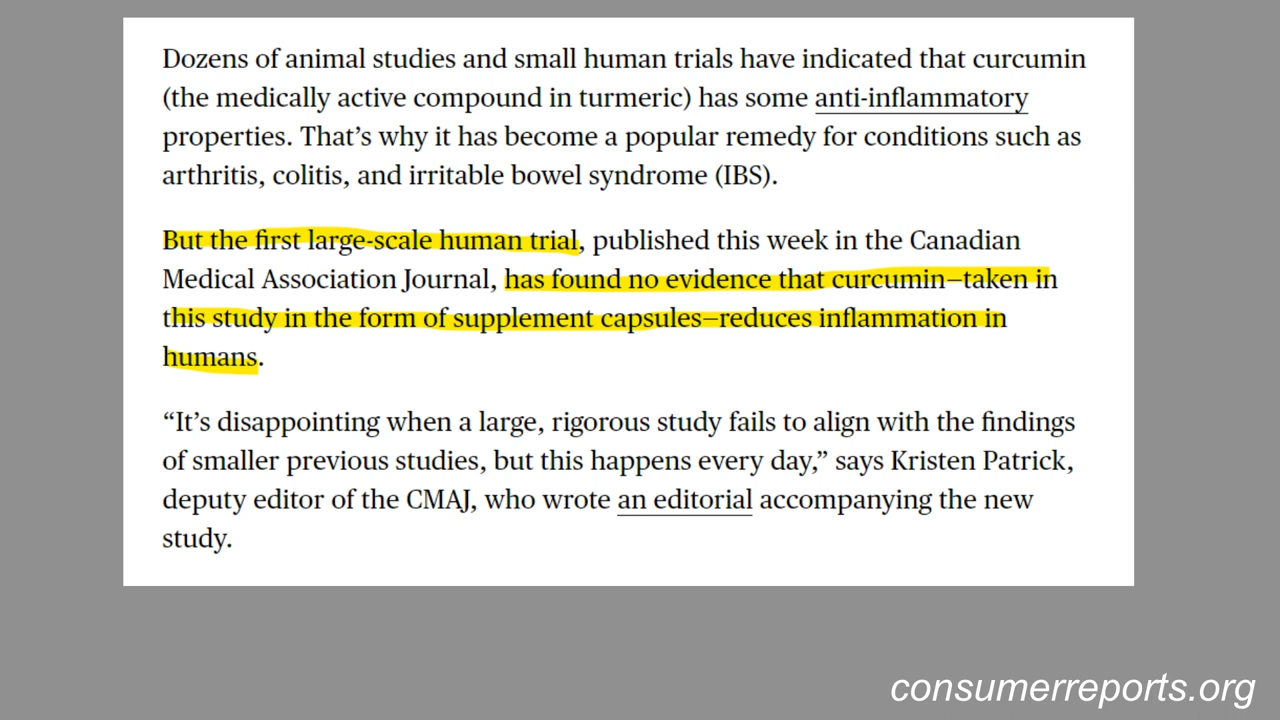 Dozens of animal studies and small human trials have indicated that curcumin
(the medically active compound in turmeric) has some anti-inflammatory
properties. That’s why it has become a popular remedy for conditions such as
arthritis, colitis, and irritable bowel syndrome (IBS).
But the first large-scale human trial, published this week in the Canadian
Medical Association Journal, has found no evidence that curcumin—taken in
this study in the form of supplement capsules—reduces inflammation in
humans.
“It’s disappointing when a large, rigorous study fails to align with the findings
of smaller previous studies, but this happens every day,” says Kristen Patrick,
deputy editor of the CMAJ, who wrote an editorial accompanying the new
study.
consumerreports.org